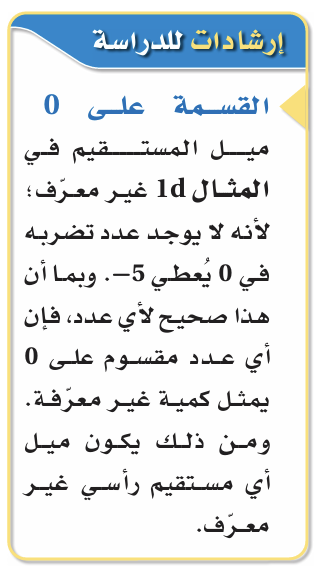 إرشادات للدراسة
القسمة على 0
ميل المستقيم في
المثال 1d غير معرّف؛
لأنه لا يوجد عدد تضربه
في 0 يُعطي 5−. وبما أن
هذا صحيح لأي عدد، فإن
أي عدد مقسوم على 0
يمثل كمية غير معرّفة.
ومن ذلك يكون ميل
أي مستقيم رأسي غير
معرّف.